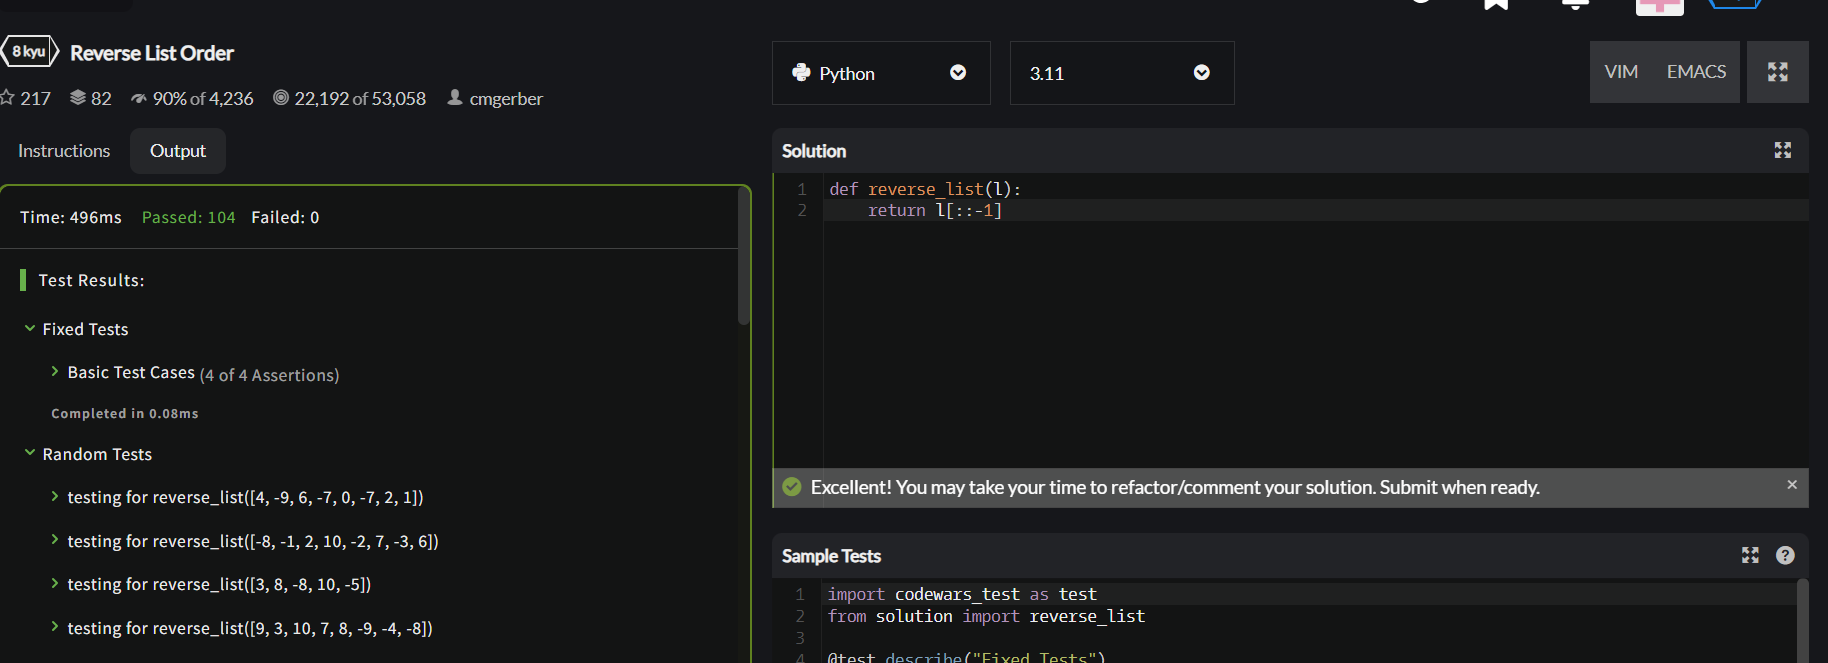 8 kyu Reverse List Order
217 82 90% of 4,236 22,192 of 53,058 cmgerber
Instructions Output
Time: 496ms Passed: 104 Failed: 0
Test Results:
Fixed Tests
Basic Test Cases (4 of 4 Assertions)
Completed in 0.08ms
Random Tests
testing for reverse_list([4, -9, 6, -7, 0, -7, 2, 1])
testing for reverse_list([-8, -1, 2, 10, -2, 7, -3, 6])
testing for reverse_list([3, 8, -8, 10, -5])
testing for reverse_list([9, 3, 10, 7, 8, -9, -4, -8])
Python 3.11 VIM EMACS
Solution
1 def reverse_list(l):
2     return l[::-1]
Excellent! You may take your time to refactor/comment your solution. Submit when ready.
Sample Tests
1 import codewars_test as test
2 from solution import reverse_list
3
4 @test.describe("Fixed Tests")